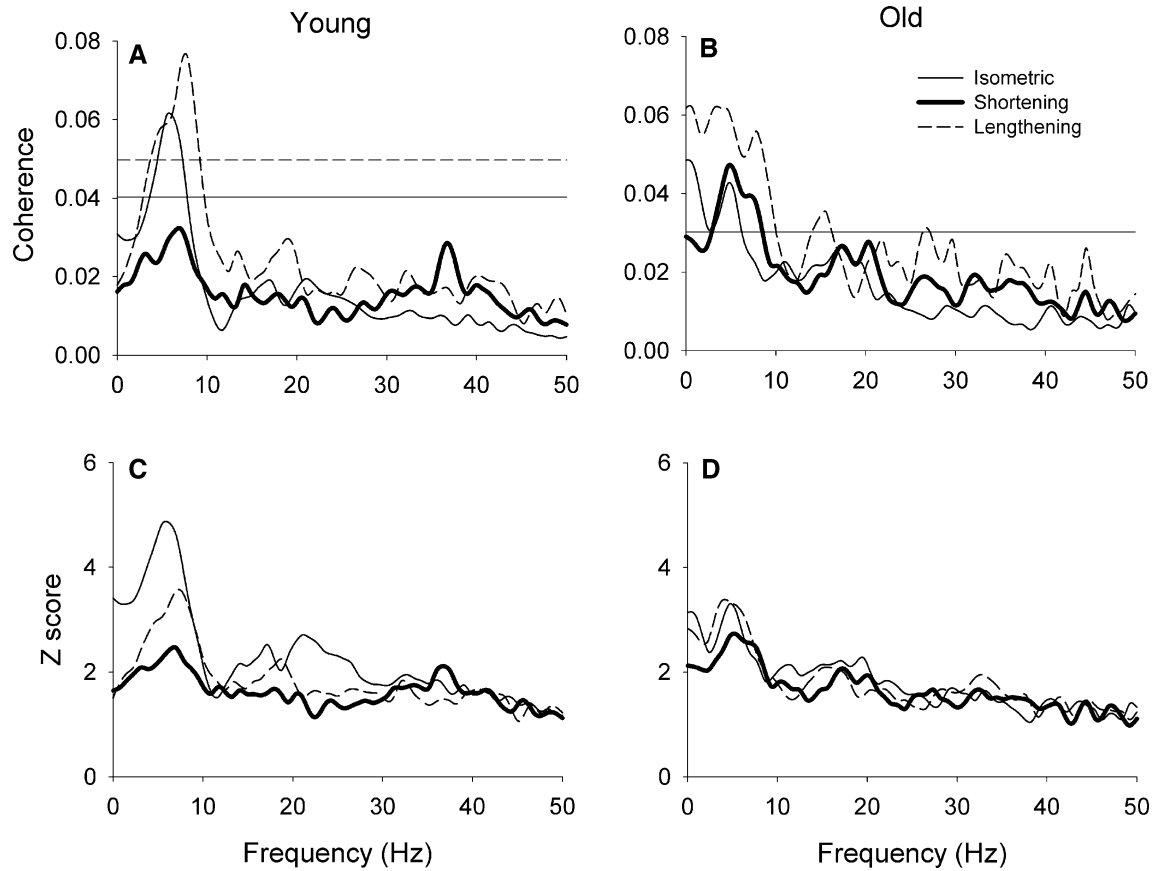 Young
Old
A
B
0.08
0.06
0.04
0.02
0.00
Coherence
0 10 20 30 40 50
0.08
0.06
0.04
0.02
0.00
Isometric
Shortening
Lengthening
0 10 20 30 40 50
C
D
6
4
2
0
Z score
0 10 20 30 40 50
Frequency (Hz)
6
4
2
0
0 10 20 30 40 50
Frequency (Hz)